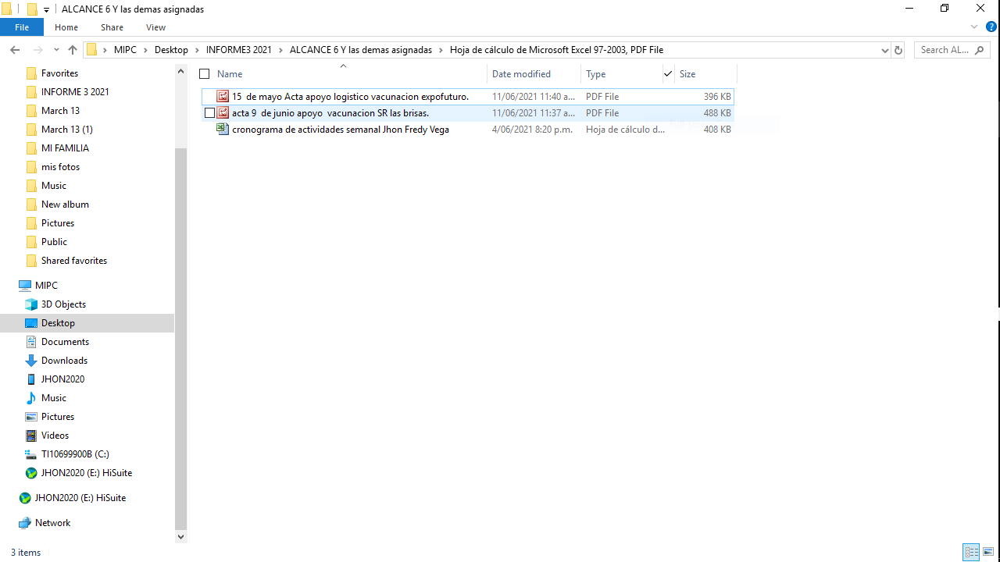 ALCANCE 6 Y las demas asignadas
File Home Share View
MIPC Desktop INFORME3 2021 ALCANCE 6 Y las demas asignadas Hoja de cálculo de Microsoft Excel 97-2003, PDF File Search AL...
Name Date modified Type Size
15 de mayo Acta apoyo logistico vacunacion expofuturo. 11/06/2021 11:40 a... PDF File 396 KB
acta 9 de junio apoyo vacunacion SR las brisas. 11/06/2021 11:37 a... PDF File 488 KB
cronograma de actividades semanal Jhon Fredy Vega 4/06/2021 8:20 p.m. Hoja de cálculo d... 408 KB
Favorites
INFORME 3 2021
March 13
March 13 (1)
MI FAMILIA
mis fotos
Music
New album
Pictures
Public
Shared favorites
MIPC
3D Objects
Desktop
Documents
Downloads
JHON2020
Music
Pictures
Videos
TI10699900B (C:)
JHON2020 (E:) HiSuite
JHON2020 (E:) HiSuite
Network
3 items